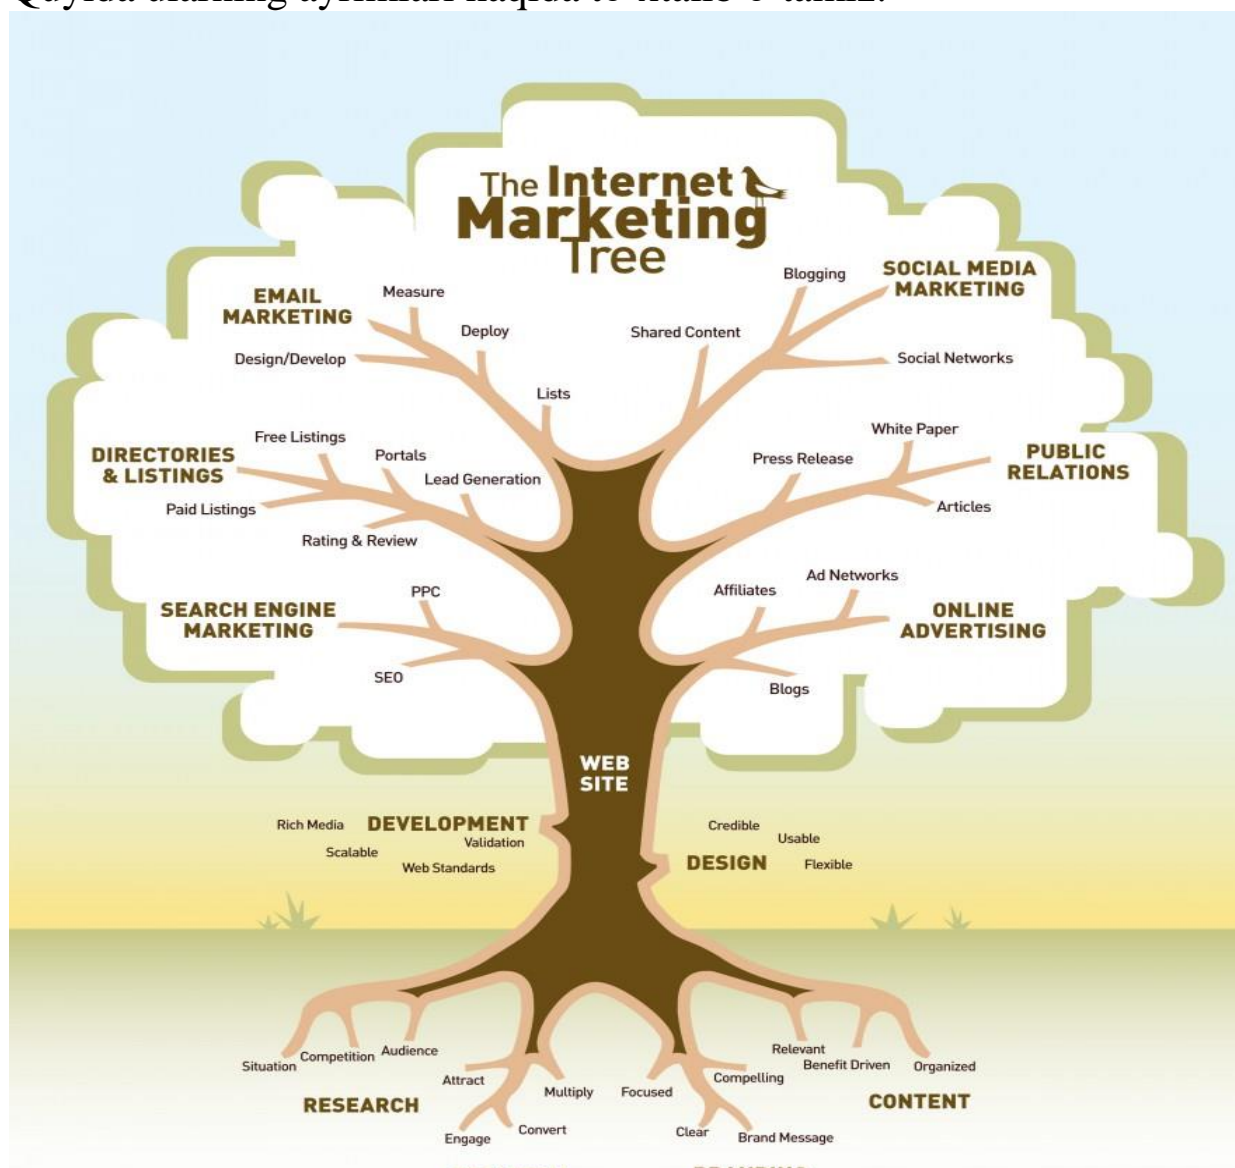 The Internet
Marketing
Tree
EMAIL
MARKETING
Measure
Deploy
Design/Develop
Lists
Blogging
SOCIAL MEDIA
MARKETING
Shared Content
Social Networks
DIRECTORIES
& LISTINGS
Free Listings
Portals
Lead Generation
Paid Listings
Rating & Review
White Paper
PUBLIC
RELATIONS
Press Release
Articles
SEARCH ENGINE
MARKETING
PPC
SEO
Affiliates
Ad Networks
ONLINE
ADVERTISING
Blogs
WEB
SITE
Rich Media
DEVELOPMENT
Validation
Scalable
Web Standards
Credible
Usable
DESIGN
Flexible
Situation
Competition
Audience
RESEARCH
Attract
Multiply
Engage
Convert
Focused
Compelling
Clear
Brand Message
Relevant
Benefit Driven
Organized
CONTENT